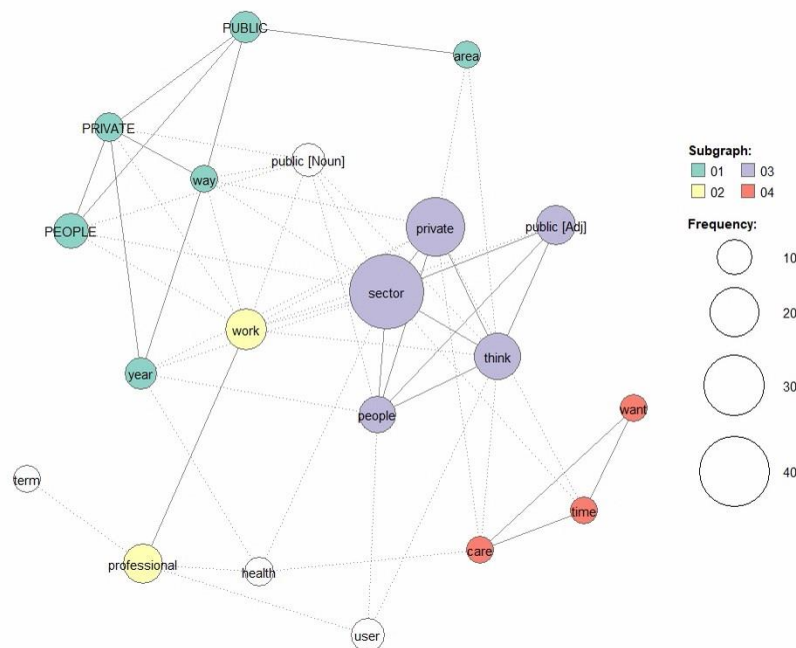 PUBLIC
area
PRIVATE
public [Noun]
way
PEOPLE
private
public [Adj]
sector
work
think
year
people
want
term
time
care
professional
health
user
Subgraph:
01 03
02 04
Frequency:
10
20
30
40